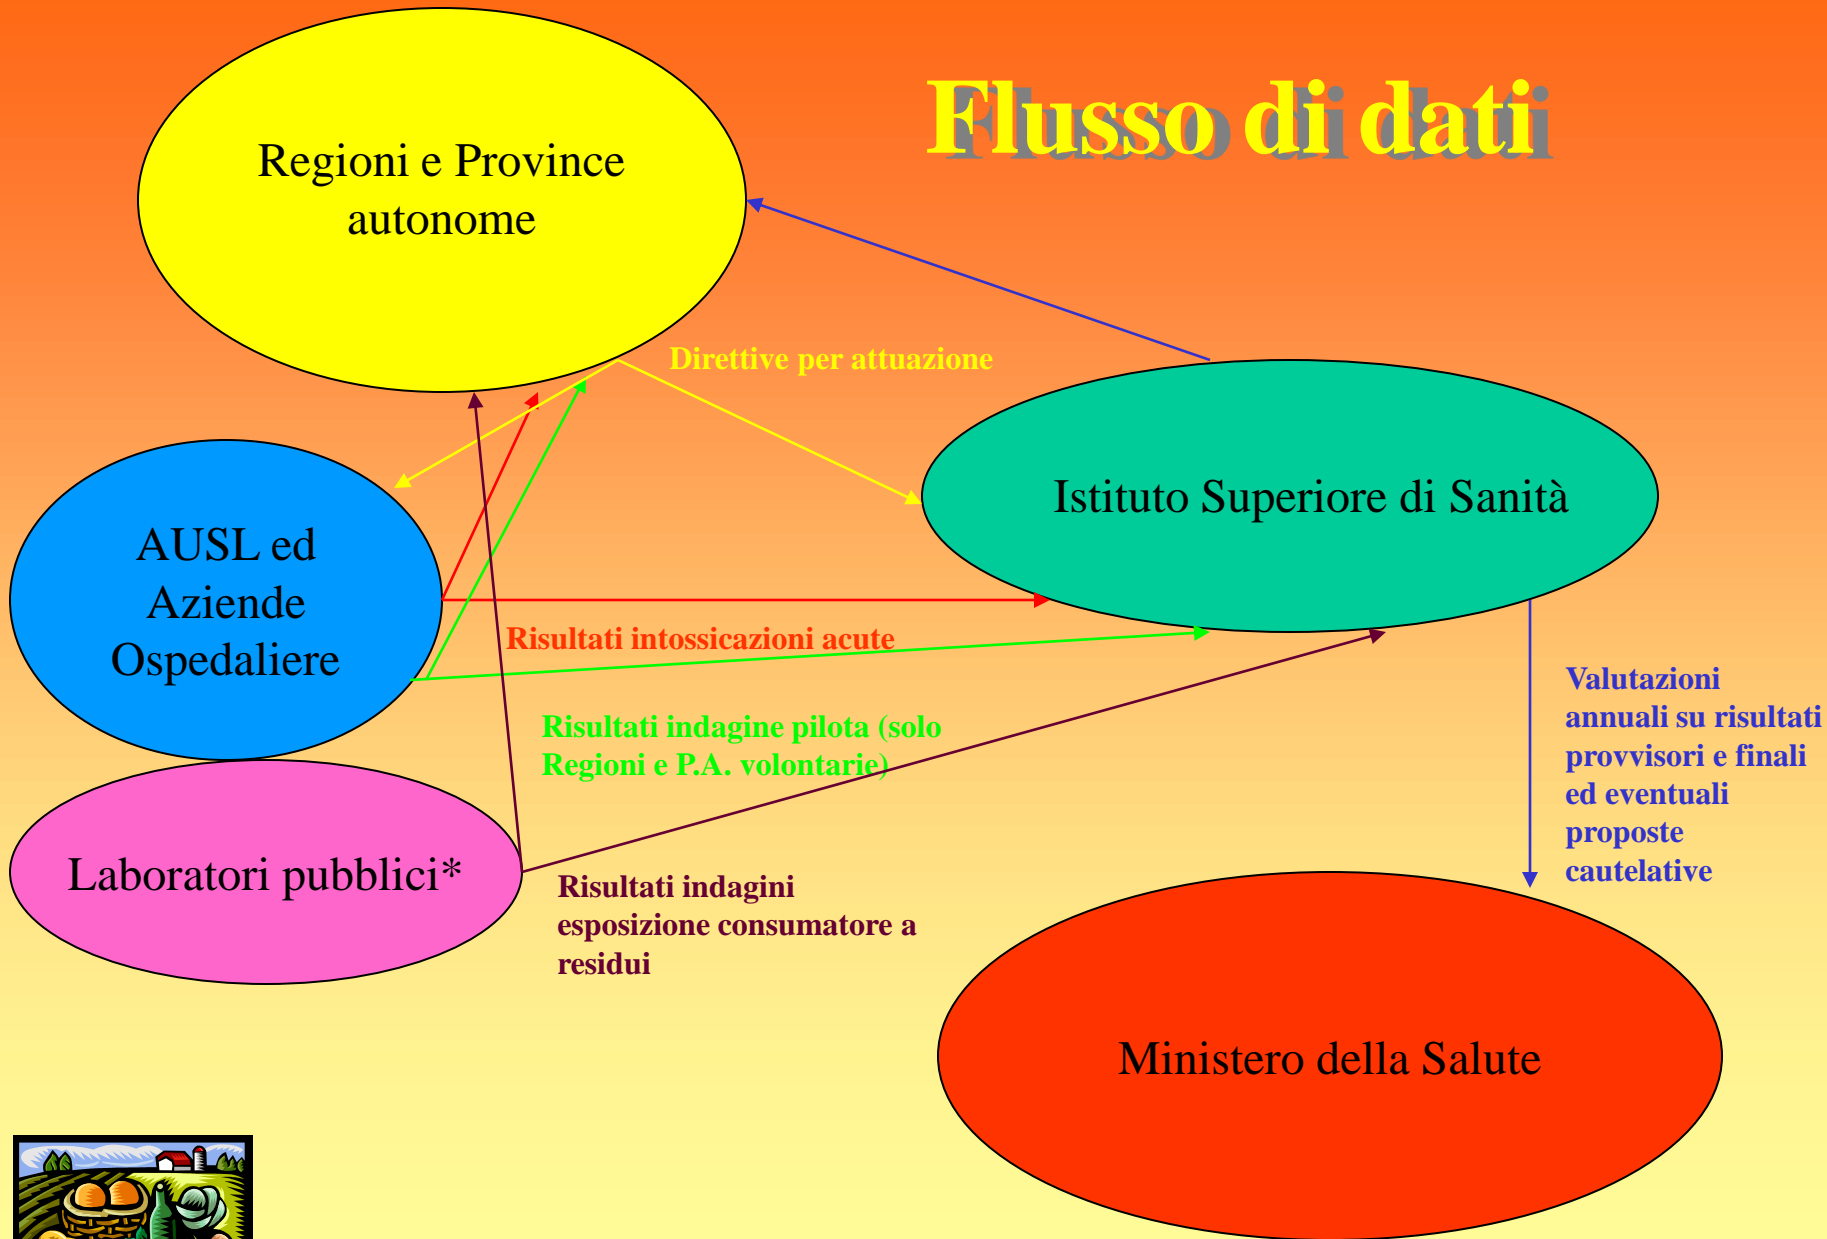 Flusso di dati
Regioni e Province
autonome
Direttive per attuazione
Istituto Superiore di Sanità
AUSL ed
Aziende
Ospedaliere
Risultati intossicazioni acute
Risultati indagine pilota (solo
Regioni e P.A. volontarie)
Valutazioni
annuali su risultati
provvisori e finali
ed eventuali
proposte
cautelative
Laboratori pubblici*
Risultati indagini
esposizione consumatore a
residui
Ministero della Salute